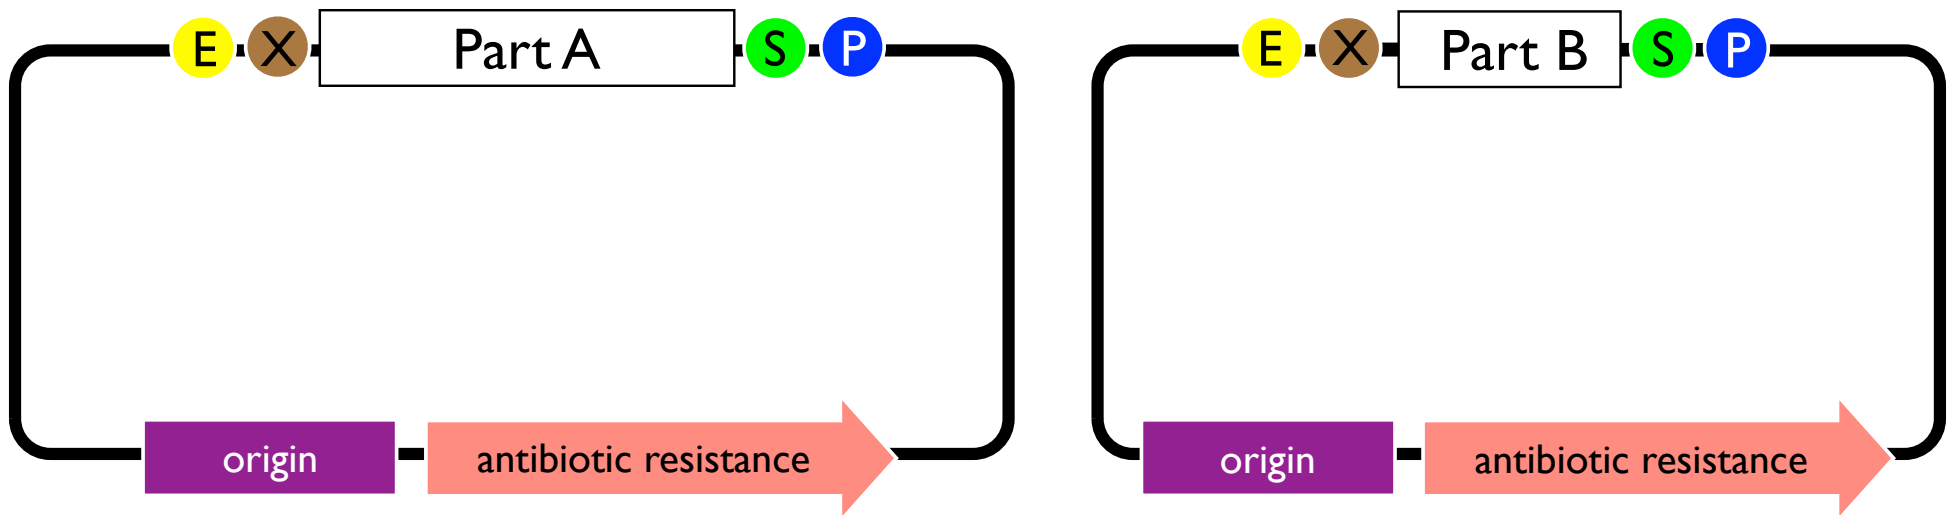 E X Part A S P
E X Part B S P
origin antibiotic resistance
origin antibiotic resistance